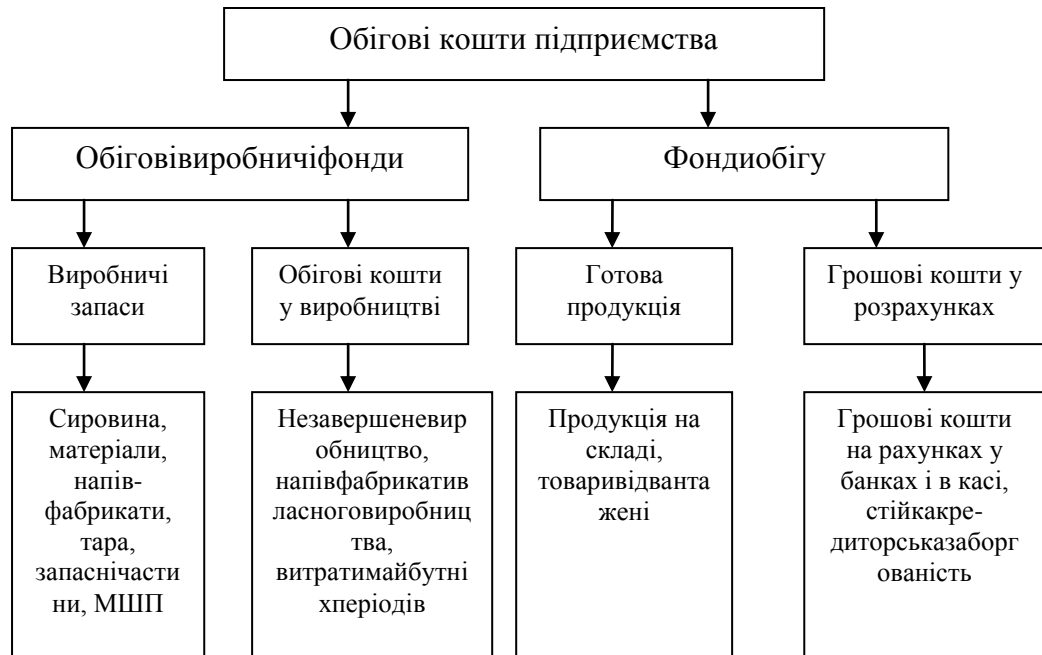 Обігові кошти підприємства
Обіговівиробничіфонди
Фондиобігу
Виробничі
запаси
Обігові кошти
у виробництві
Готова
продукція
Грошові кошти у
розрахунках
Сировина,
матеріали,
напів-
фабрикати,
тара,
запаснічасти
ни, МШП
Незавершеневир
обництво,
напівфабрикатив
ласноговиробниц
тва,
витратимайбутні
хперіодів
Продукція на
складі,
товаривідванта
жені
Грошові кошти
на рахунках у
банках і в касі,
стійкакре-
диторськазаборг
ованість